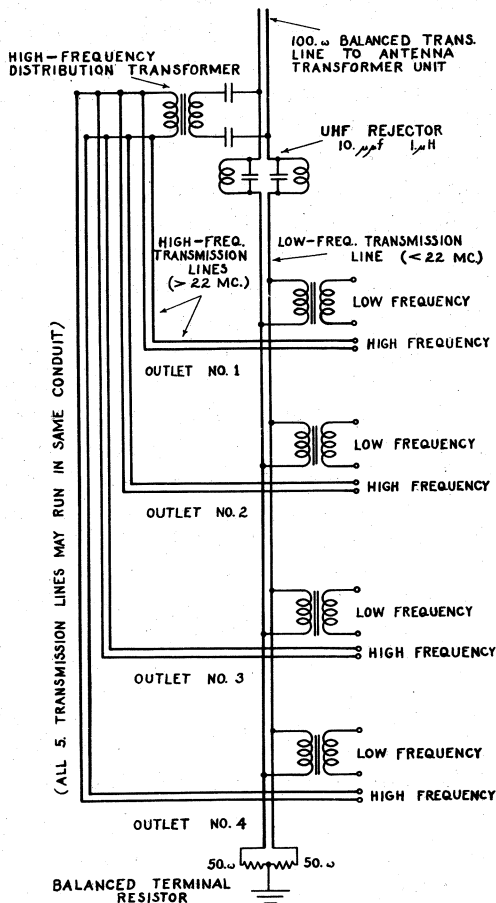 HIGH-FREQUENCY
DISTRIBUTION TRANSFORMER
100.ω BALANCED TRANS.
LINE TO ANTENNA
TRANSFORMER UNIT
UHF REJECTOR
10. μμf 1.μH
HIGH-FREQ.
TRANSMISSION
LINES
(> 22 MC.)
LOW-FREQ. TRANSMISSION
LINE (< 22 MC.)
LOW FREQUENCY
HIGH FREQUENCY
OUTLET NO. 1
LOW FREQUENCY
HIGH FREQUENCY
OUTLET NO. 2
LOW FREQUENCY
HIGH FREQUENCY
OUTLET NO. 3
LOW FREQUENCY
HIGH FREQUENCY
OUTLET NO. 4
(ALL 5. TRANSMISSION LINES MAY RUN IN SAME CONDUIT)
50.ω 50.ω
BALANCED TERMINAL
RESISTOR